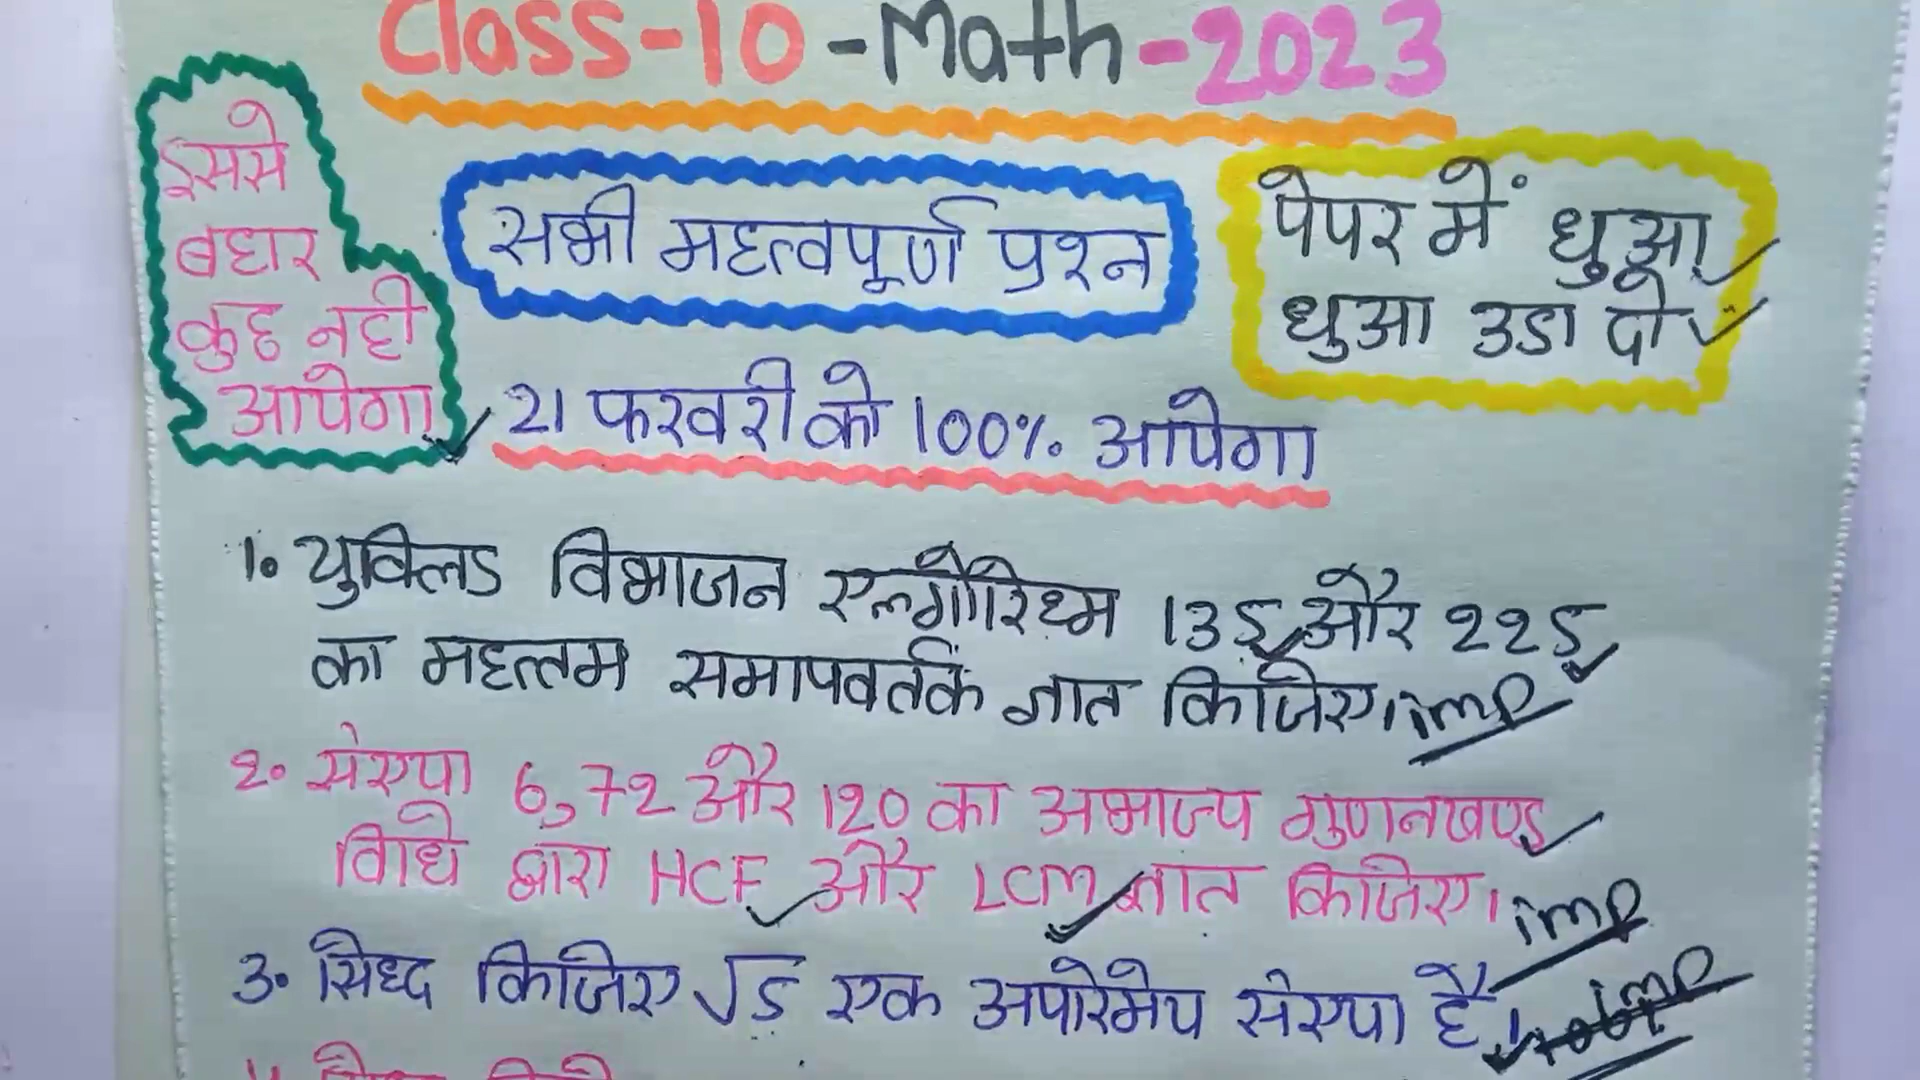 Class-10-Math-2023
इससे
बहार
कुछ नही
आयेगा
सभी महत्वपूर्ण प्रश्न
पेपर में धुआ
धुआ उडा दो
21 फरवरी को 100% आयेगा
1. युक्लिड विभाजन एल्गोरिथ्म 135 और 225
का महत्तम समापवर्तक ज्ञात किजिए। imp
2. संख्या 6, 72 और 120 का अभाज्य गुणनखण्ड
विधि द्वारा HCF और LCM ज्ञात किजिए। imp
3. सिध्द किजिए √5 एक अपरिमेय संख्या है। imp